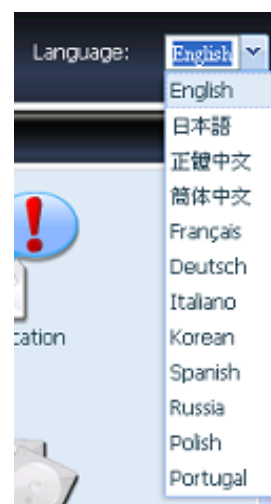 Language: English
English
日本語
正體中文
简体中文
Français
Deutsch
Italiano
Korean
Spanish
Russia
Polish
Portugal
cation